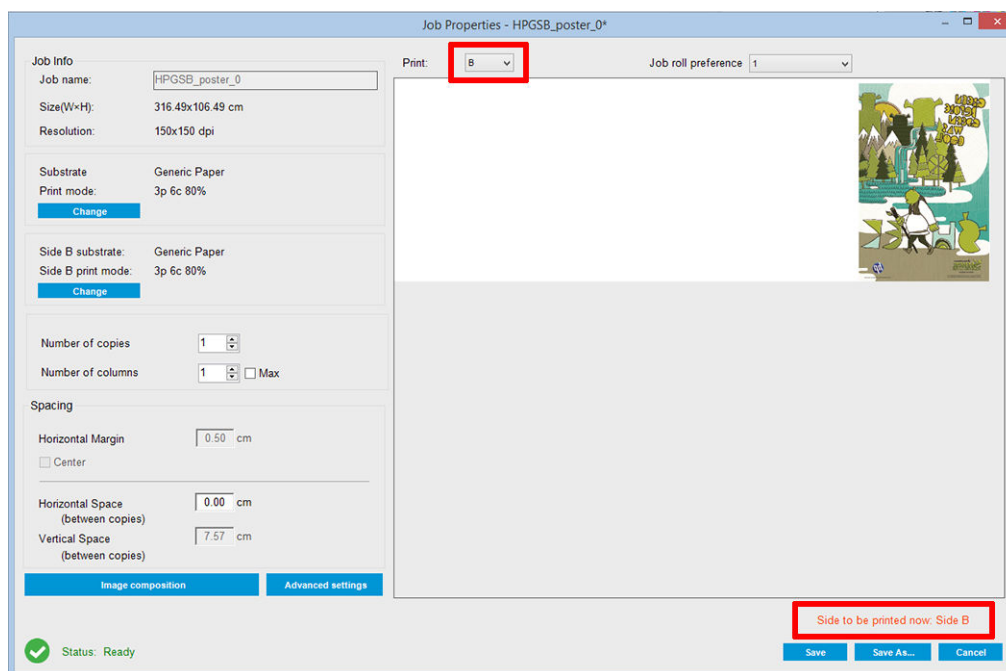 Job Properties - HPGSB_poster_0*
Job Info
Job name: HPGSB_poster_0
Size(W×H): 316.49x106.49 cm
Resolution: 150x150 dpi
Substrate Generic Paper
Print mode: 3p 6c 80%
Change
Side B substrate: Generic Paper
Side B print mode: 3p 6c 80%
Change
Number of copies 1
Number of columns 1 Max
Spacing
Horizontal Margin 0.50 cm
Center
Horizontal Space 0.00 cm
(between copies)
Vertical Space 7.57 cm
(between copies)
Image composition Advanced settings
Status: Ready
Print: B Job roll preference 1
Side to be printed now: Side B
Save Save As... Cancel